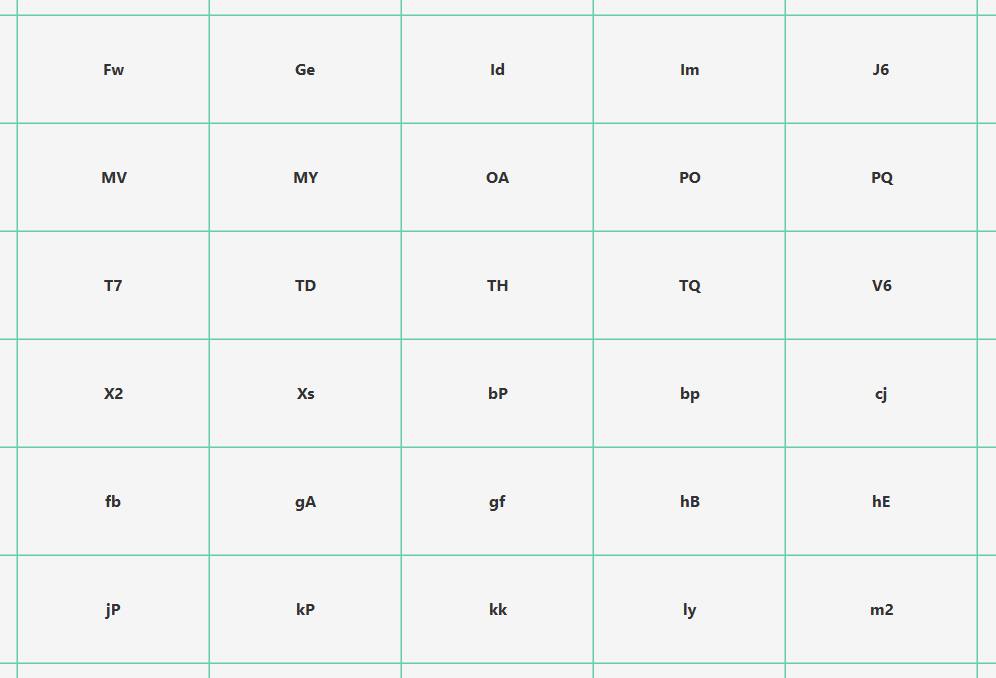 Fw Ge Id Im J6
MV MY OA PO PQ
T7 TD TH TQ V6
X2 Xs bP bp cj
fb gA gf hB hE
jP kP kk ly m2